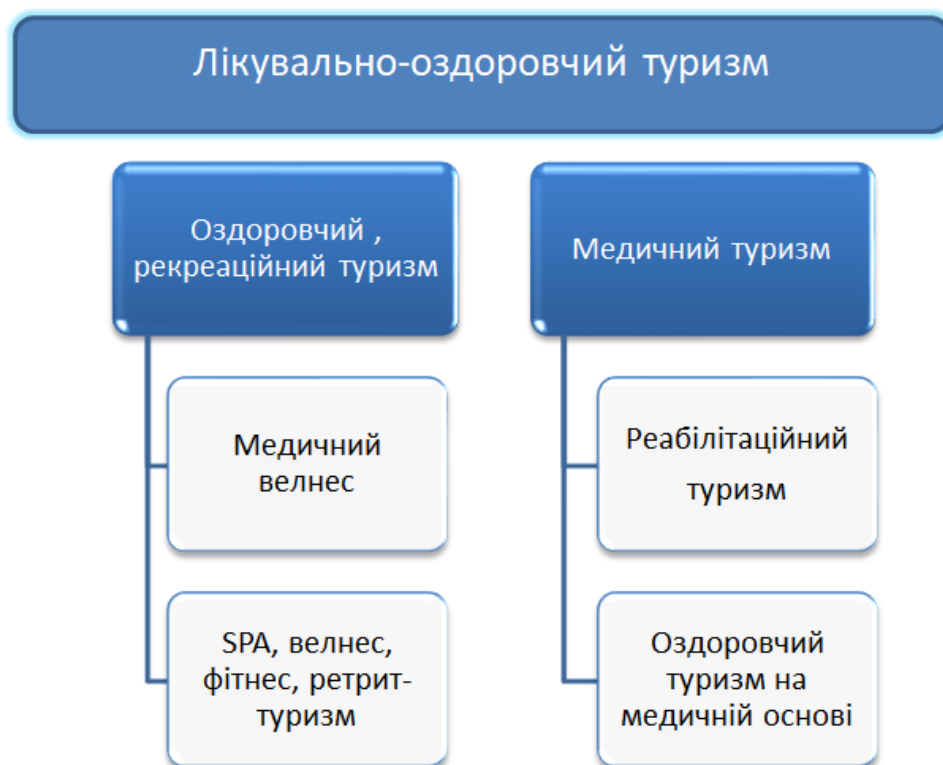 Лікувально-оздоровчий туризм
Оздоровчий ,
рекреаційний туризм
Медичний туризм
Медичний
велнес
Реабілітаційний
туризм
SPA, велнес,
фітнес, ретрит-
туризм
Оздоровчий
туризм на
медичній основі